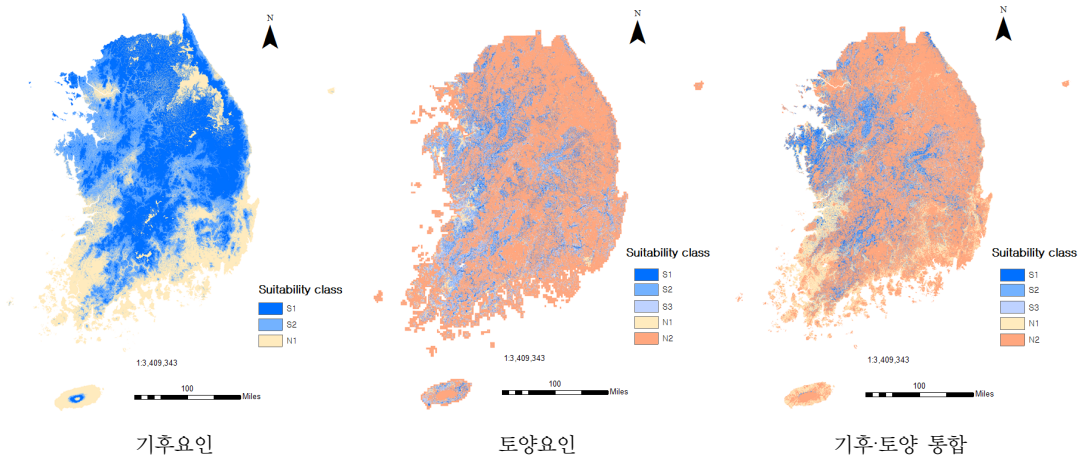 N
Suitability class
S1
S2
N1
1:3,409,343
100
Miles
기후요인
N
Suitability class
S1
S2
S3
N1
N2
1:3,409,343
100
Miles
토양요인
N
Suitability class
S1
S2
S3
N1
N2
1:3,409,343
100
Miles
기후·토양 통합